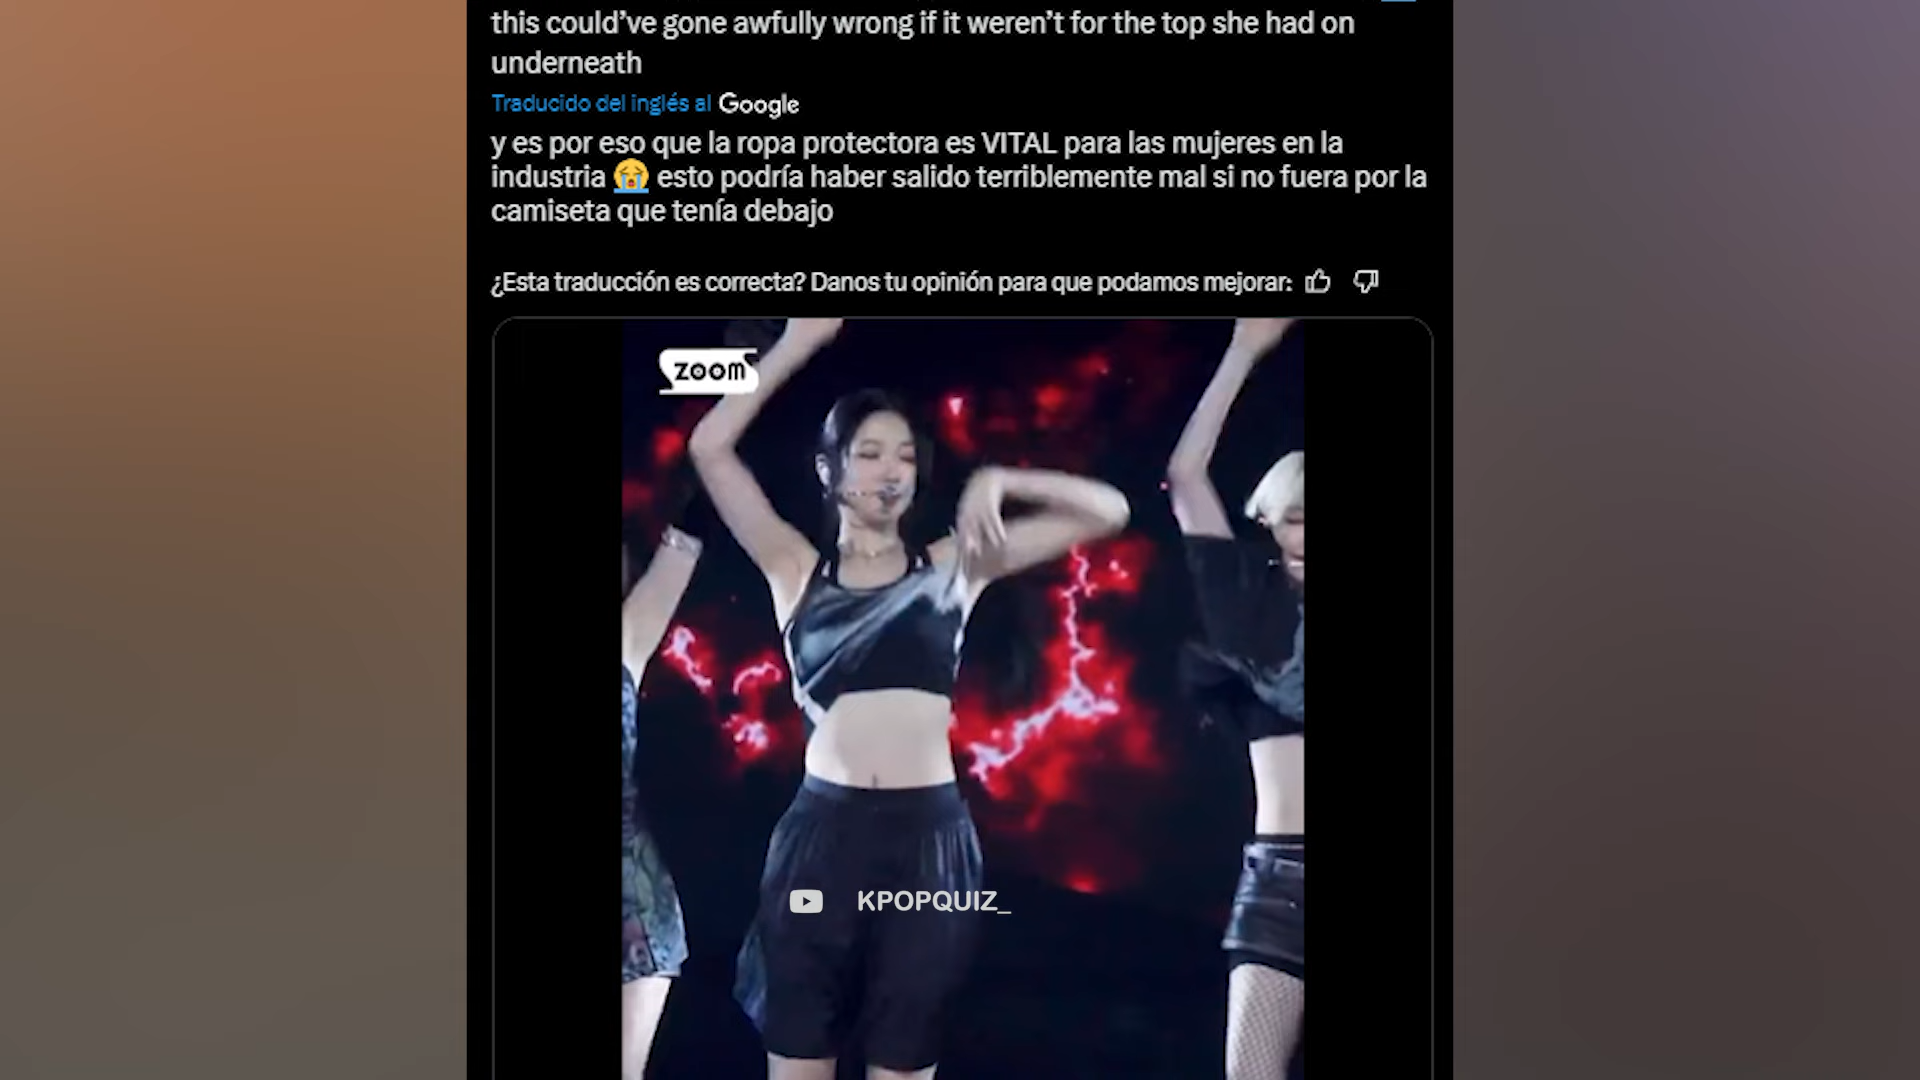 this could’ve gone awfully wrong if it weren’t for the top she had on
underneath
Traducido del inglés al Google
y es por eso que la ropa protectora es VITAL para las mujeres en la
industria 😭 esto podría haber salido terriblemente mal si no fuera por la
camiseta que tenía debajo
¿Esta traducción es correcta? Danos tu opinión para que podamos mejorar:
zoom
KPOPQUIZ_